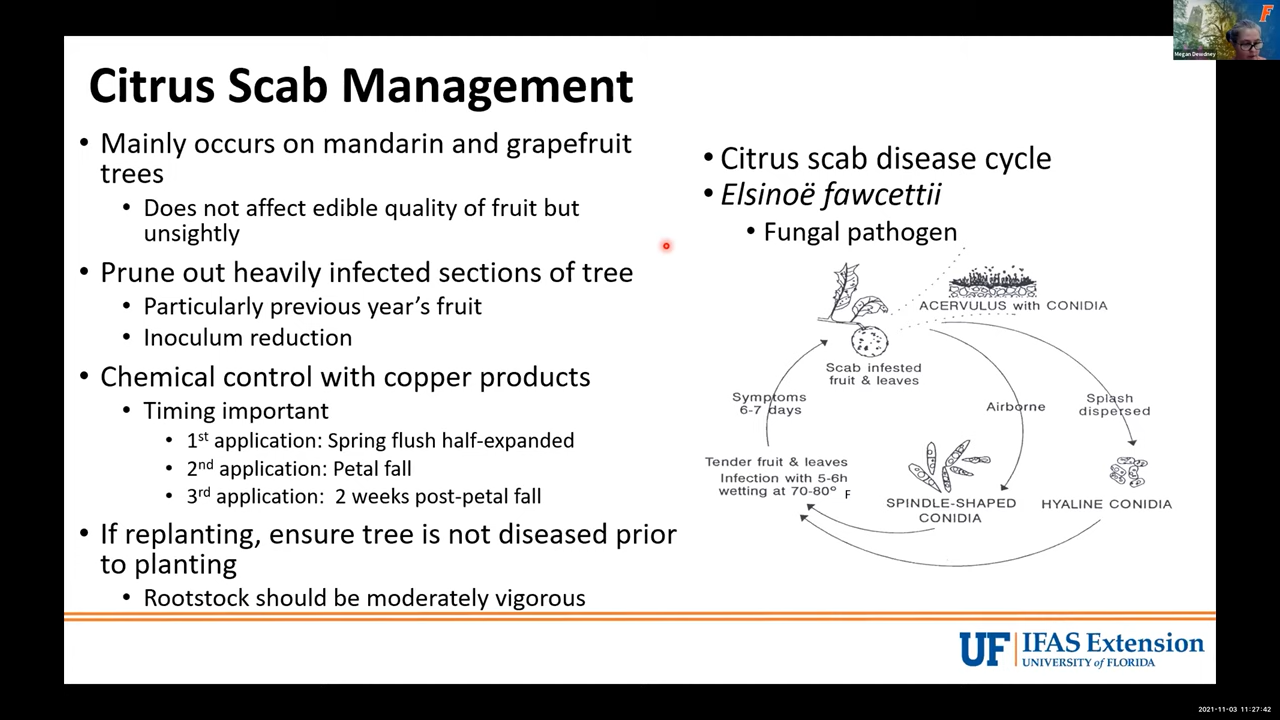 Citrus Scab Management
• Mainly occurs on mandarin and grapefruit
trees
• Does not affect edible quality of fruit but
unsightly
• Prune out heavily infected sections of tree
• Particularly previous year's fruit
• Inoculum reduction
• Chemical control with copper products
• Timing important
• 1st application: Spring flush half-expanded
• 2nd application: Petal fall
• 3rd application: 2 weeks post-petal fall
• If replanting, ensure tree is not diseased prior
to planting
• Rootstock should be moderately vigorous
• Citrus scab disease cycle
• Elsinoë fawcettii
• Fungal pathogen
ACERVULUS with CONIDIA
Scab infested
fruit & leaves
Symptoms
6-7 days
Airborne
Splash
dispersed
Tender fruit & leaves
Infection with 5-6h
wetting at 70-80° F
SPINDLE-SHAPED
CONIDIA
HYALINE CONIDIA
UF IFAS Extension
UNIVERSITY of FLORIDA
F
Megan Dewdney
2021-11-03 11:27:42